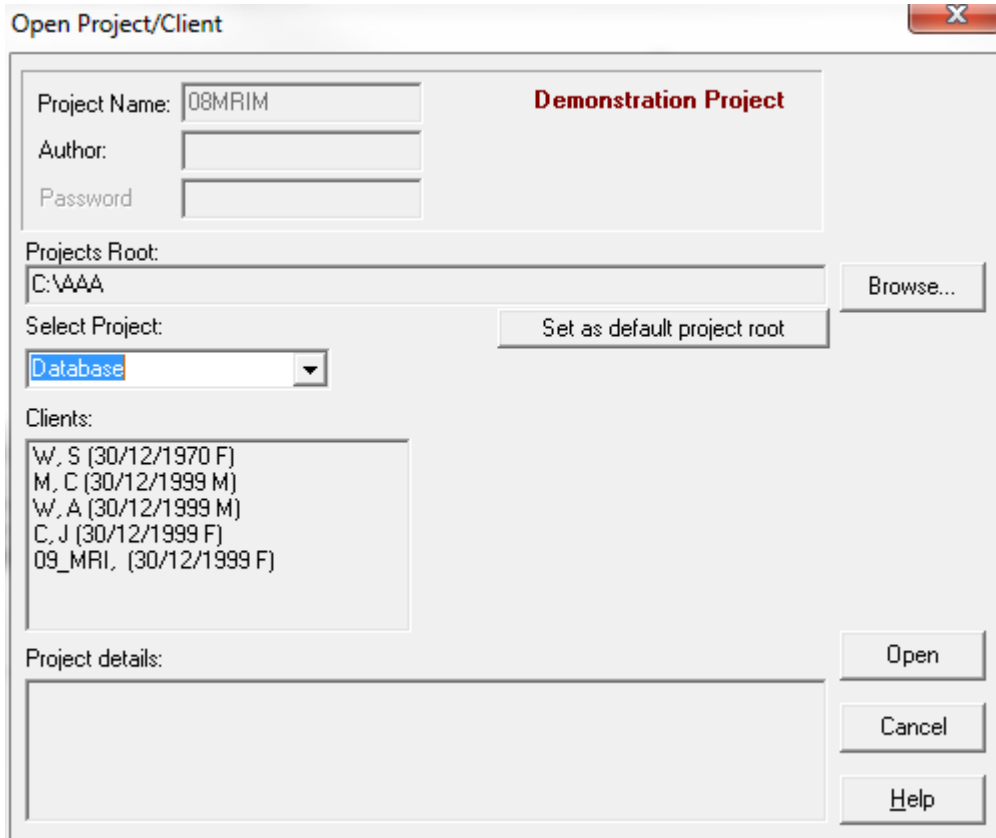 Open Project/Client
Project Name: 08MRIM Demonstration Project
Author:
Password
Projects Root:
C:\AAA Browse...
Select Project: Set as default project root
Database
Clients:
W, S (30/12/1970 F)
M, C (30/12/1999 M)
W, A (30/12/1999 M)
C, J (30/12/1999 F)
09_MRI,  (30/12/1999 F)
Project details: Open
Cancel
Help